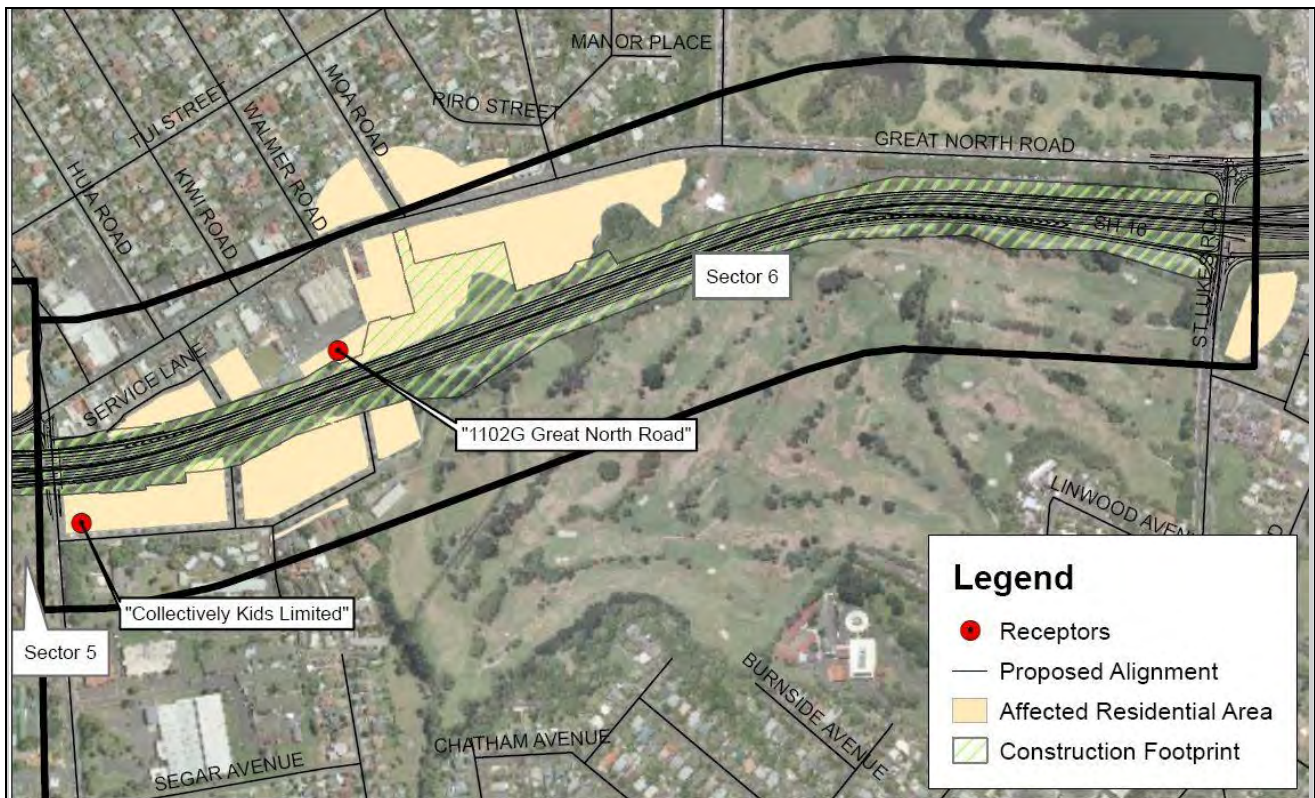 MANOR PLACE
RIRO STREET
MOA ROAD
TUI STREET
WALMER ROAD
KIWI ROAD
HUIA ROAD
GREAT NORTH ROAD
SH 16
Sector 6
ST LUKES ROAD
SERVICE LANE
"1102G Great North Road"
"Collectively Kids Limited"
Sector 5
LINWOOD AVENU
D
BURNSIDE AVENUE
CHATHAM AVENUE
SEGAR AVENUE
Legend
Receptors
Proposed Alignment
Affected Residential Area
Construction Footprint